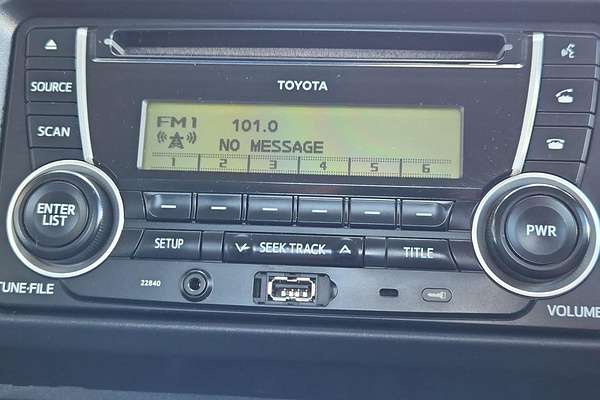 TOYOTA
SOURCE
SCAN
FM1 101.0
NO MESSAGE
1 2 3 4 5 6
ENTER
LIST
PWR
SETUP
SEEK·TRACK
TITLE
22840
TUNE·FILE
VOLUME